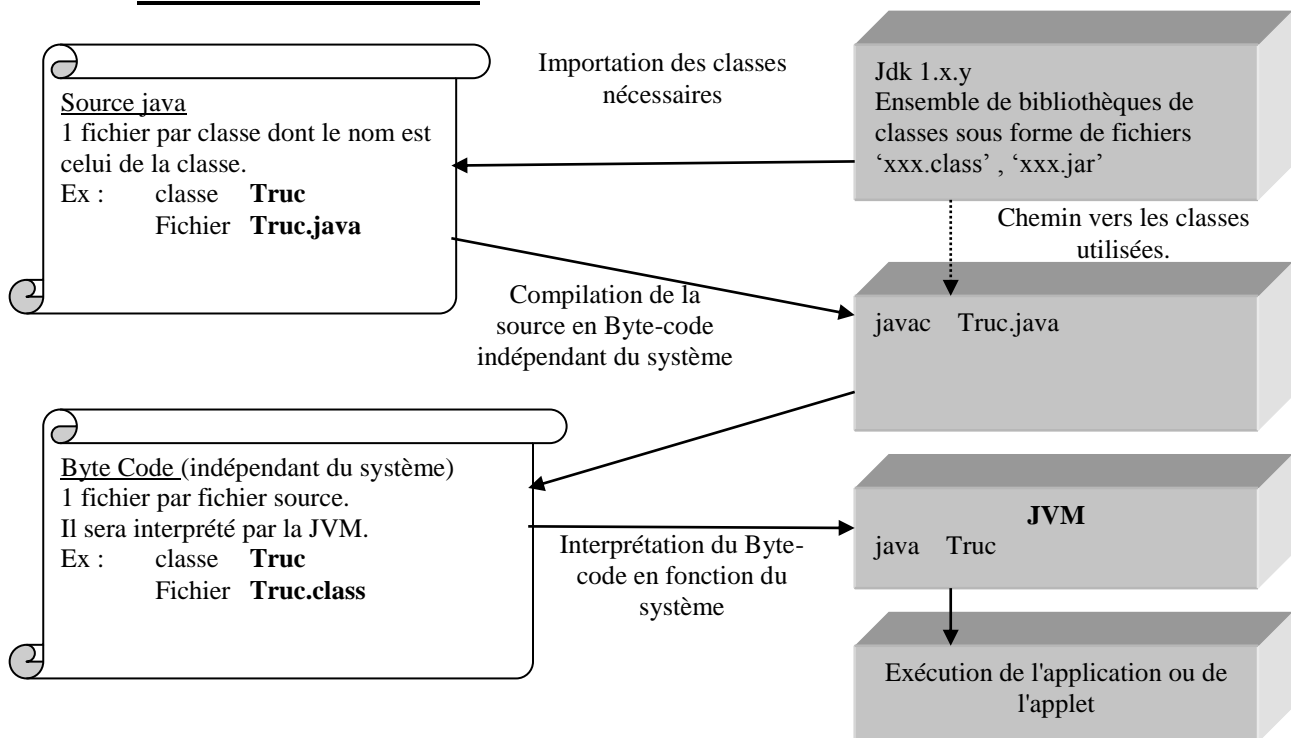 Source java
1 fichier par classe dont le nom est
celui de la classe.
Ex : classe Truc
Fichier Truc.java
Importation des classes
nécessaires
Jdk 1.x.y
Ensemble de bibliothèques de
classes sous forme de fichiers
‘xxx.class’ , ‘xxx.jar’
Chemin vers les classes
utilisées.
Compilation de la
source en Byte-code
indépendant du système
javac Truc.java
Byte Code (indépendant du système)
1 fichier par fichier source.
Il sera interprété par la JVM.
Ex : classe Truc
Fichier Truc.class
Interprétation du Byte-
code en fonction du
système
JVM
java Truc
Exécution de l'application ou de
l'applet